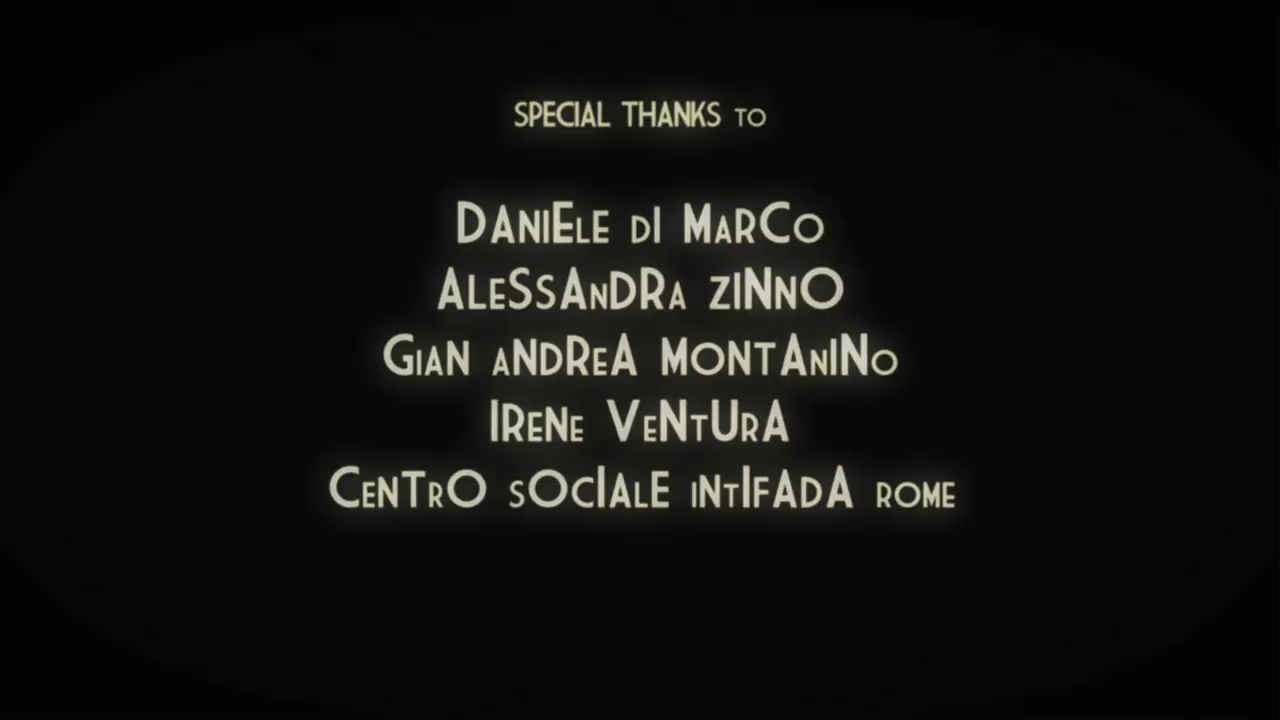 SPECIAL THANKS TO
DANIELE DI MARCO
ALESSANDRA ZINNO
GIAN ANDREA MONTANINO
IRENE VENTURA
CENTRO SOCIALE INTIFADA ROME